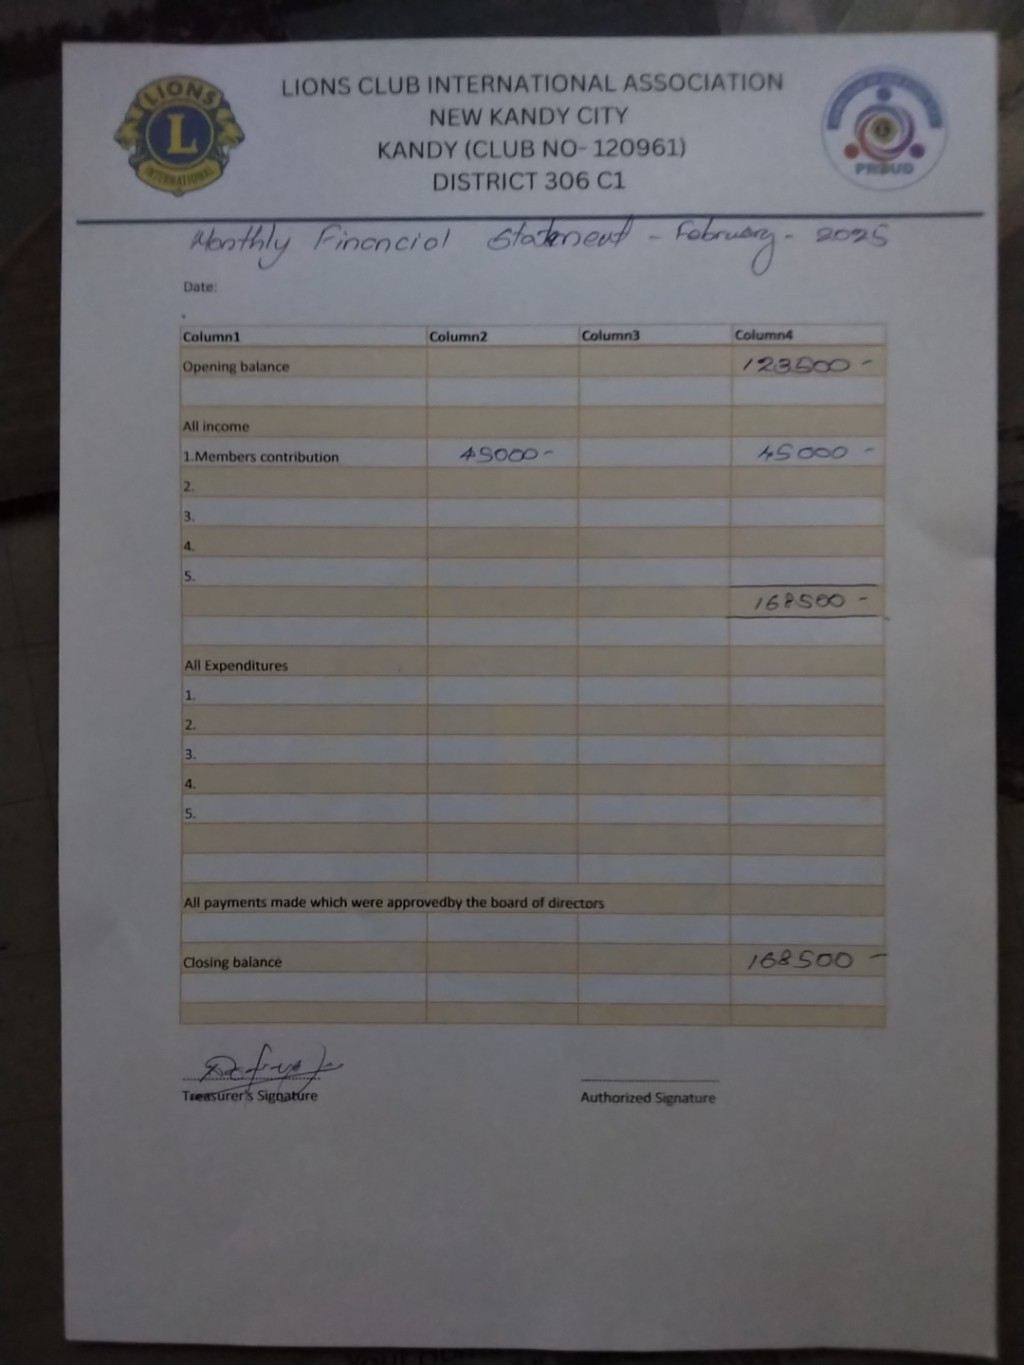 LIONS CLUB INTERNATIONAL ASSOCIATION
NEW KANDY CITY
KANDY (CLUB NO- 120961)
DISTRICT 306 C1
LIONS
L
INTERNATIONAL
PROUD
Monthly Financial Statement - February - 2025
Date:
Column1 Column2 Column3 Column4
Opening balance 123500 -
All income
1.Members contribution 45000 - 45000 -
2.
3.
4.
5.
168500 -
All Expenditures
1.
2.
3.
4.
5.
All payments made which were approvedby the board of directors
Closing balance 168500 -
Treasurer's Signature Authorized Signature